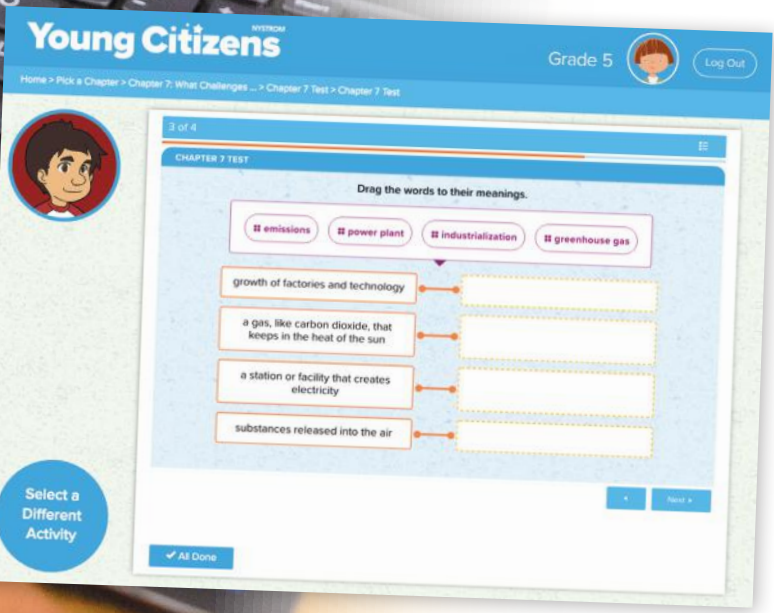 NYSTROM
Young Citizens
Grade 5
Log Out
Home > Pick a Chapter > Chapter 7: What Challenges ... > Chapter 7 Test > Chapter 7 Test
3 of 4
CHAPTER 7 TEST
Drag the words to their meanings.
emissions
power plant
industrialization
greenhouse gas
growth of factories and technology
a gas, like carbon dioxide, that
keeps in the heat of the sun
a station or facility that creates
electricity
substances released into the air
Next
Select a
Different
Activity
All Done